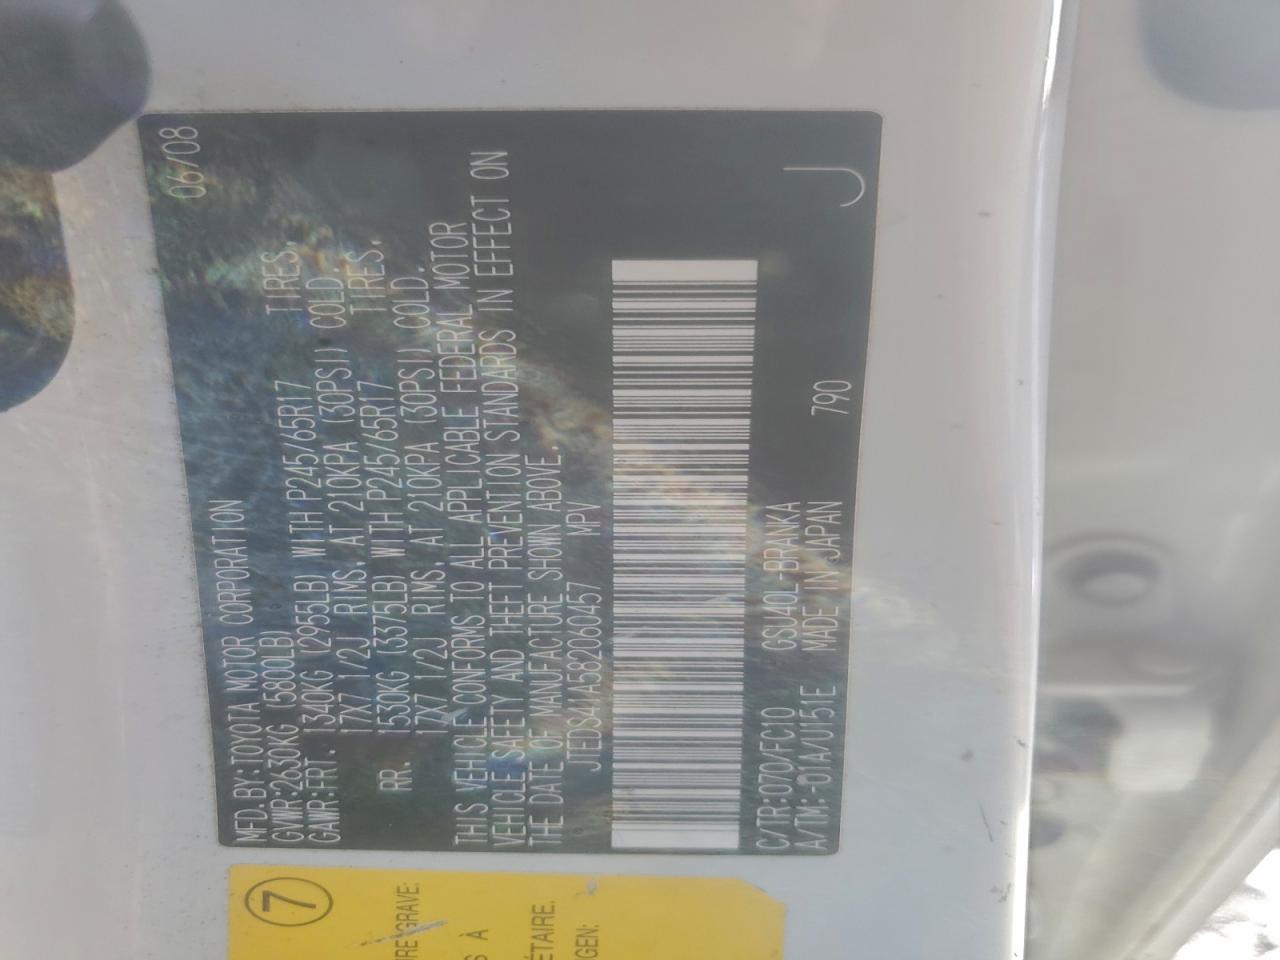 MFD. BY: TOYOTA MOTOR CORPORATION 06/08
GVWR: 2630KG (5800LB)
GAWR: FRT. 1340KG (2955LB) WITH P245/65R17 TIRES,
17X7 1/2J RIMS, AT 210KPA (30PSI) COLD.
RR. 1530KG (3375LB) WITH P245/65R17 TIRES,
17X7 1/2J RIMS, AT 210KPA (30PSI) COLD.
THIS VEHICLE CONFORMS TO ALL APPLICABLE FEDERAL MOTOR
VEHICLE SAFETY AND THEFT PREVENTION STANDARDS IN EFFECT ON
THE DATE OF MANUFACTURE SHOWN ABOVE.
JTEDS41A582060457 MPV
C/TR: 070/FC10 GSU40L-BRANKA
A/TM: -01A/U151E MADE IN JAPAN 790 J
7
GRAVE:
À
ÉTAIRE.
GEN: